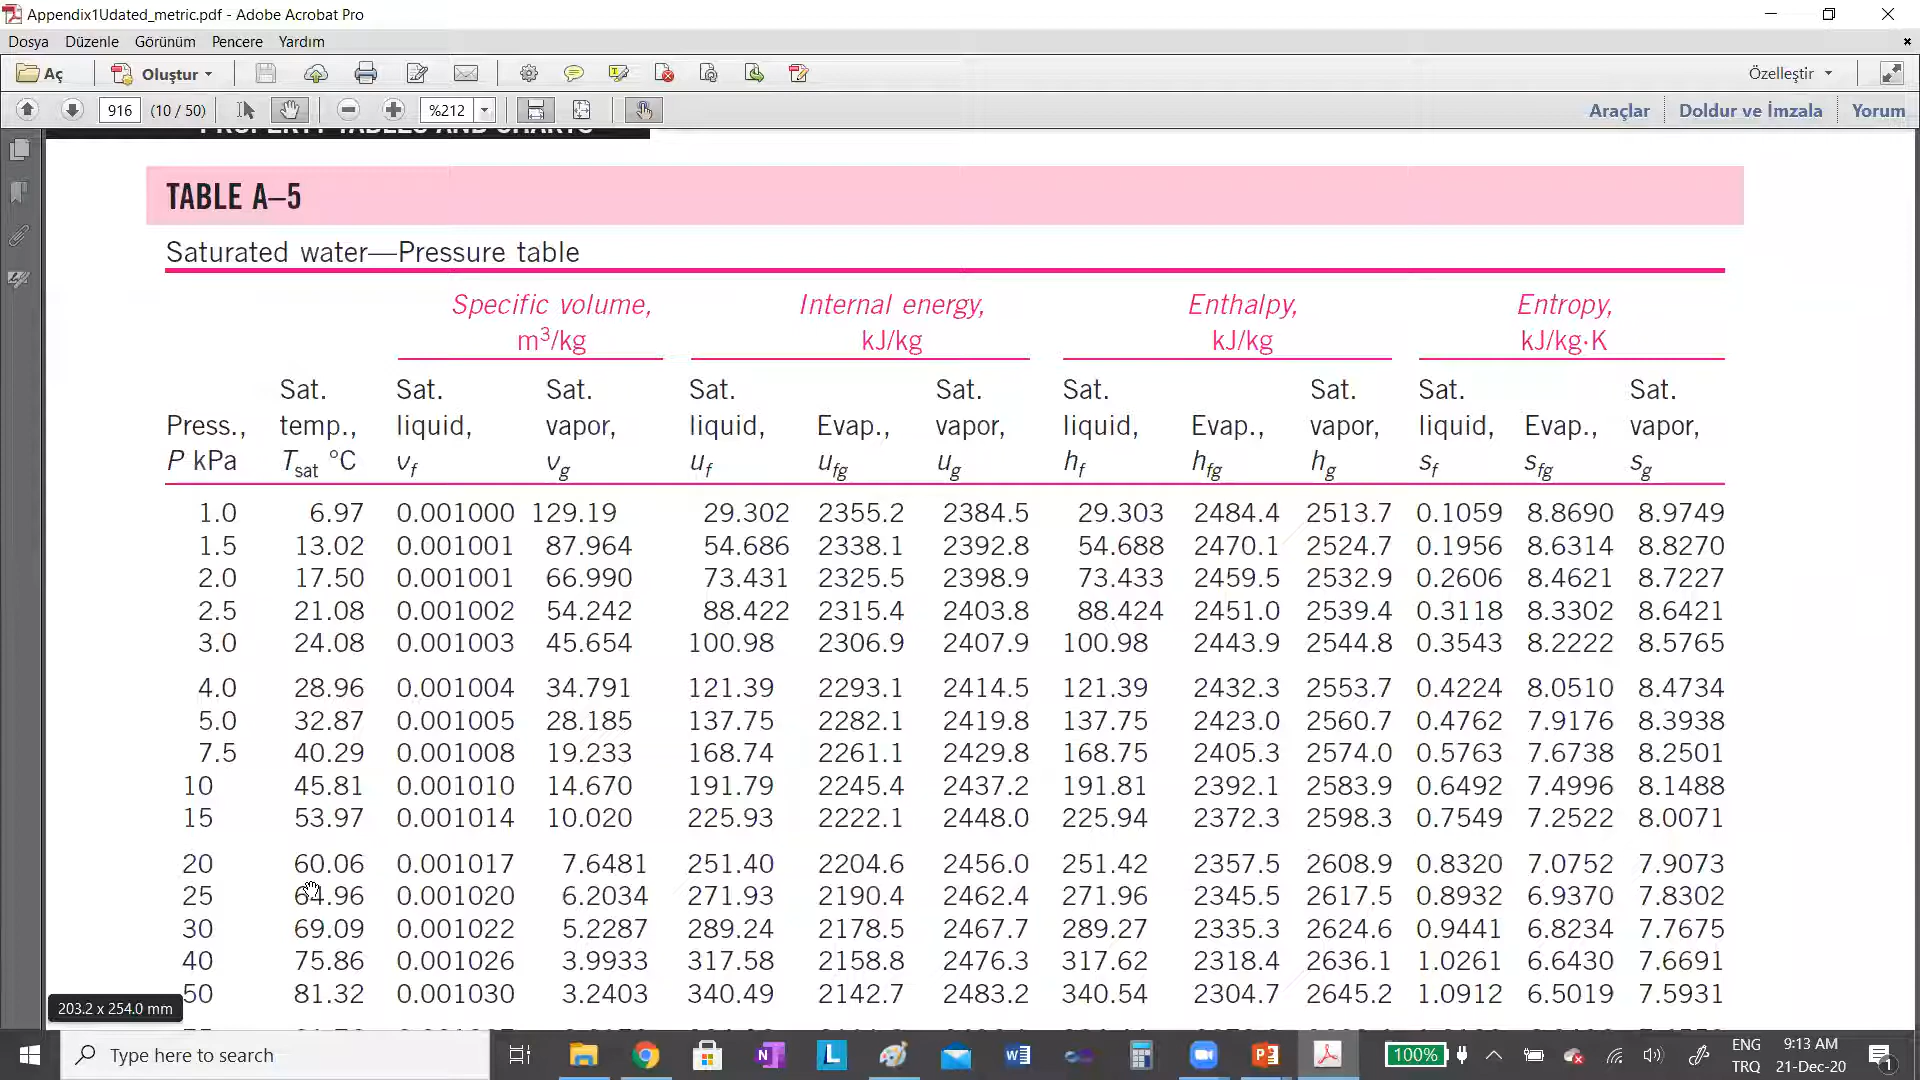 Appendix1Udated_metric.pdf - Adobe Acrobat Pro
Dosya Düzenle Görünüm Pencere Yardım
Aç Oluştur Özelleştir
916 (10 / 50) %212 Araçlar Doldur ve İmzala Yorum
PROPERTY TABLES AND CHARTS
TABLE A–5
Saturated water—Pressure table
Specific volume, Internal energy, Enthalpy, Entropy,
m³/kg kJ/kg kJ/kg kJ/kg·K
Sat. Sat. Sat. Sat. Sat. Sat. Sat. Sat. Sat.
Press., temp., liquid, vapor, liquid, Evap., vapor, liquid, Evap., vapor, liquid, Evap., vapor,
P kPa Tsat °C vf vg uf ufg ug hf hfg hg sf sfg sg
1.0 6.97 0.001000 129.19 29.302 2355.2 2384.5 29.303 2484.4 2513.7 0.1059 8.8690 8.9749
1.5 13.02 0.001001 87.964 54.686 2338.1 2392.8 54.688 2470.1 2524.7 0.1956 8.6314 8.8270
2.0 17.50 0.001001 66.990 73.431 2325.5 2398.9 73.433 2459.5 2532.9 0.2606 8.4621 8.7227
2.5 21.08 0.001002 54.242 88.422 2315.4 2403.8 88.424 2451.0 2539.4 0.3118 8.3302 8.6421
3.0 24.08 0.001003 45.654 100.98 2306.9 2407.9 100.98 2443.9 2544.8 0.3543 8.2222 8.5765
4.0 28.96 0.001004 34.791 121.39 2293.1 2414.5 121.39 2432.3 2553.7 0.4224 8.0510 8.4734
5.0 32.87 0.001005 28.185 137.75 2282.1 2419.8 137.75 2423.0 2560.7 0.4762 7.9176 8.3938
7.5 40.29 0.001008 19.233 168.74 2261.1 2429.8 168.75 2405.3 2574.0 0.5763 7.6738 8.2501
10 45.81 0.001010 14.670 191.79 2245.4 2437.2 191.81 2392.1 2583.9 0.6492 7.4996 8.1488
15 53.97 0.001014 10.020 225.93 2222.1 2448.0 225.94 2372.3 2598.3 0.7549 7.2522 8.0071
20 60.06 0.001017 7.6481 251.40 2204.6 2456.0 251.42 2357.5 2608.9 0.8320 7.0752 7.9073
25 64.96 0.001020 6.2034 271.93 2190.4 2462.4 271.96 2345.5 2617.5 0.8932 6.9370 7.8302
30 69.09 0.001022 5.2287 289.24 2178.5 2467.7 289.27 2335.3 2624.6 0.9441 6.8234 7.7675
40 75.86 0.001026 3.9933 317.58 2158.8 2476.3 317.62 2318.4 2636.1 1.0261 6.6430 7.6691
50 81.32 0.001030 3.2403 340.49 2142.7 2483.2 340.54 2304.7 2645.2 1.0912 6.5019 7.5931
203.2 x 254.0 mm
Type here to search 100% ENG 9:13 AM
TRQ 21-Dec-20 1